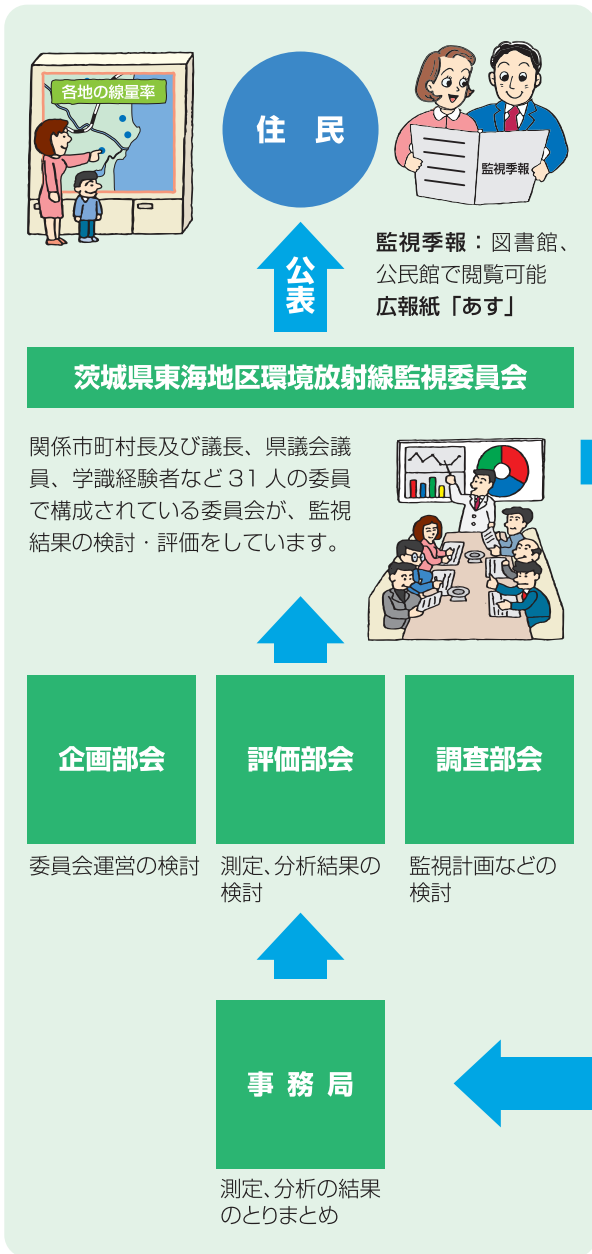 各地の線量率
住 民
監視季報
公表
監視季報：図書館、
公民館で閲覧可能
広報紙「あす」
茨城県東海地区環境放射線監視委員会
関係市町村長及び議長、県議会議
員、学識経験者など 31 人の委員
で構成されている委員会が、監視
結果の検討・評価をしています。
企画部会
評価部会
調査部会
委員会運営の検討
測定、分析結果の
検討
監視計画などの
検討
事 務 局
測定、分析の結果
のとりまとめ